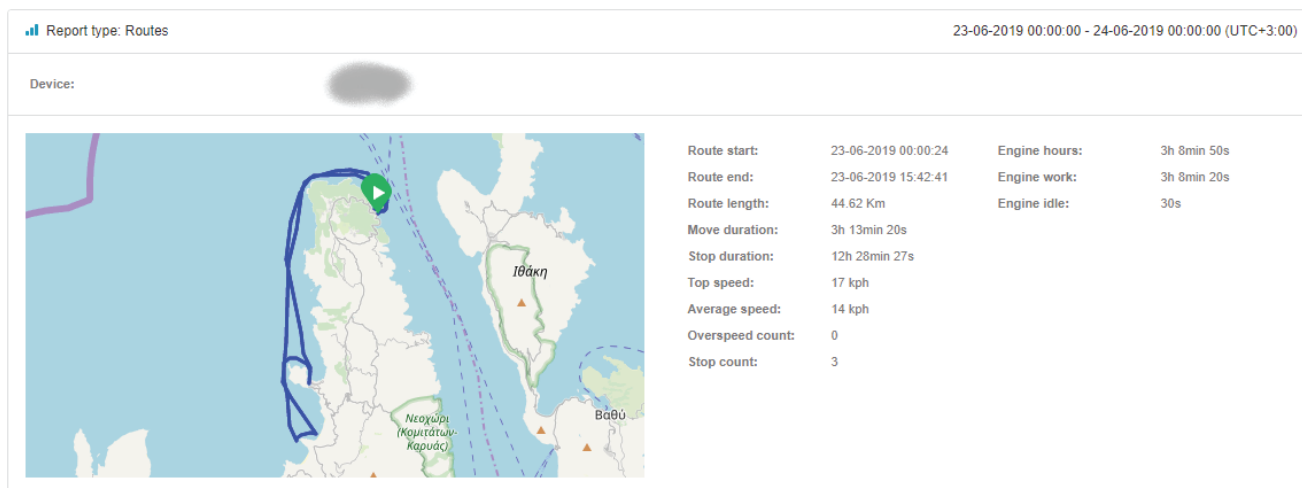 Report type: Routes
23-06-2019 00:00:00 - 24-06-2019 00:00:00 (UTC+3:00)
Device:
Route start: 23-06-2019 00:00:24 Engine hours: 3h 8min 50s
Route end: 23-06-2019 15:42:41 Engine work: 3h 8min 20s
Route length: 44.62 Km Engine idle: 30s
Move duration: 3h 13min 20s
Stop duration: 12h 28min 27s
Top speed: 17 kph
Average speed: 14 kph
Overspeed count: 0
Stop count: 3
Ιθάκη
Βαθύ
Νεοχώρι
(Κομιτάτων-
Καρυάς)